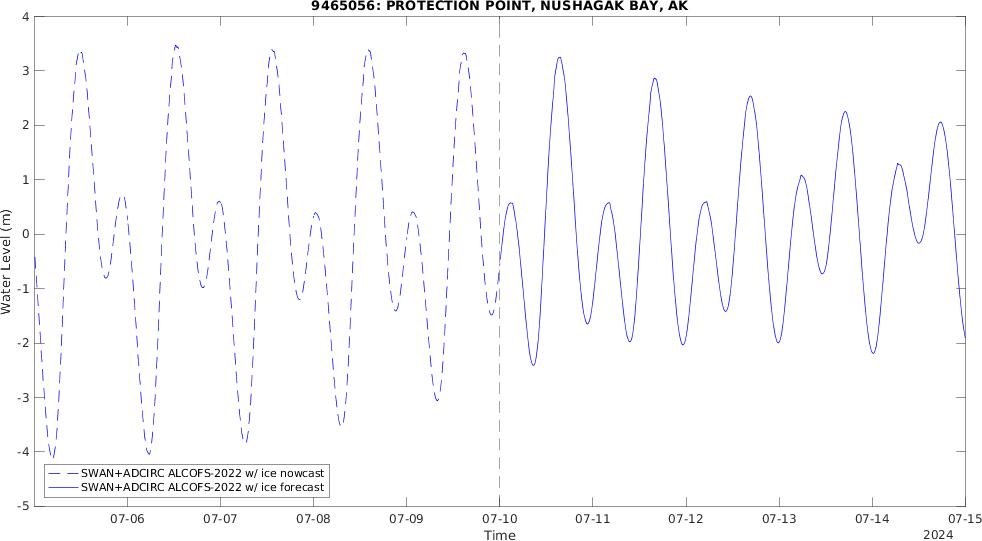 9465056: PROTECTION POINT, NUSHAGAK BAY, AK
Water Level (m)
4
3
2
1
0
-1
-2
-3
-4
-5
SWAN+ADCIRC ALCOFS-2022 w/ ice nowcast
SWAN+ADCIRC ALCOFS-2022 w/ ice forecast
07-06 07-07 07-08 07-09 07-10 07-11 07-12 07-13 07-14 07-15
Time
2024